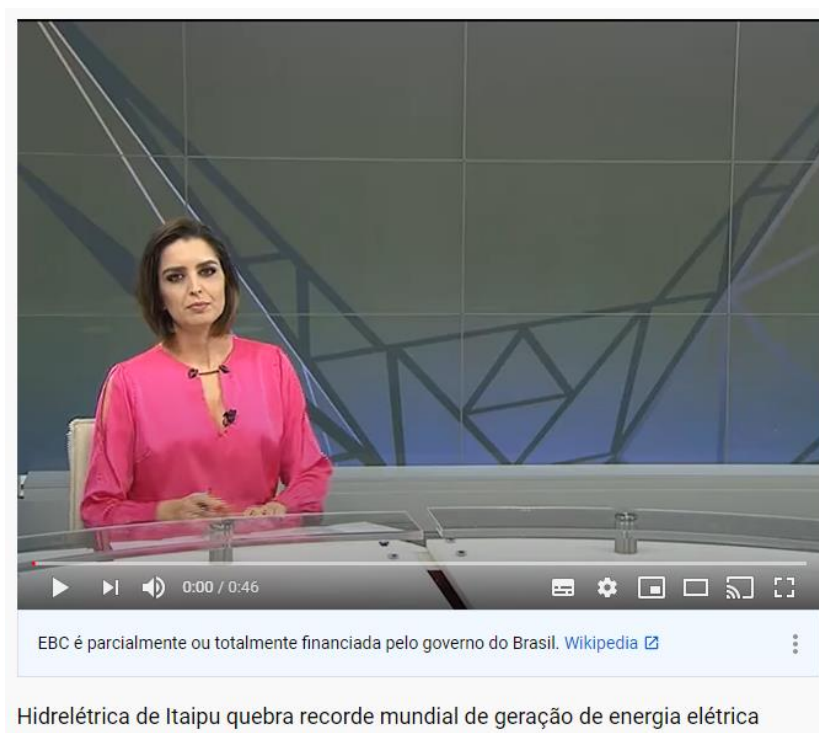 0:00 / 0:46
EBC é parcialmente ou totalmente financiada pelo governo do Brasil. Wikipedia
Hidrelétrica de Itaipu quebra recorde mundial de geração de energia elétrica